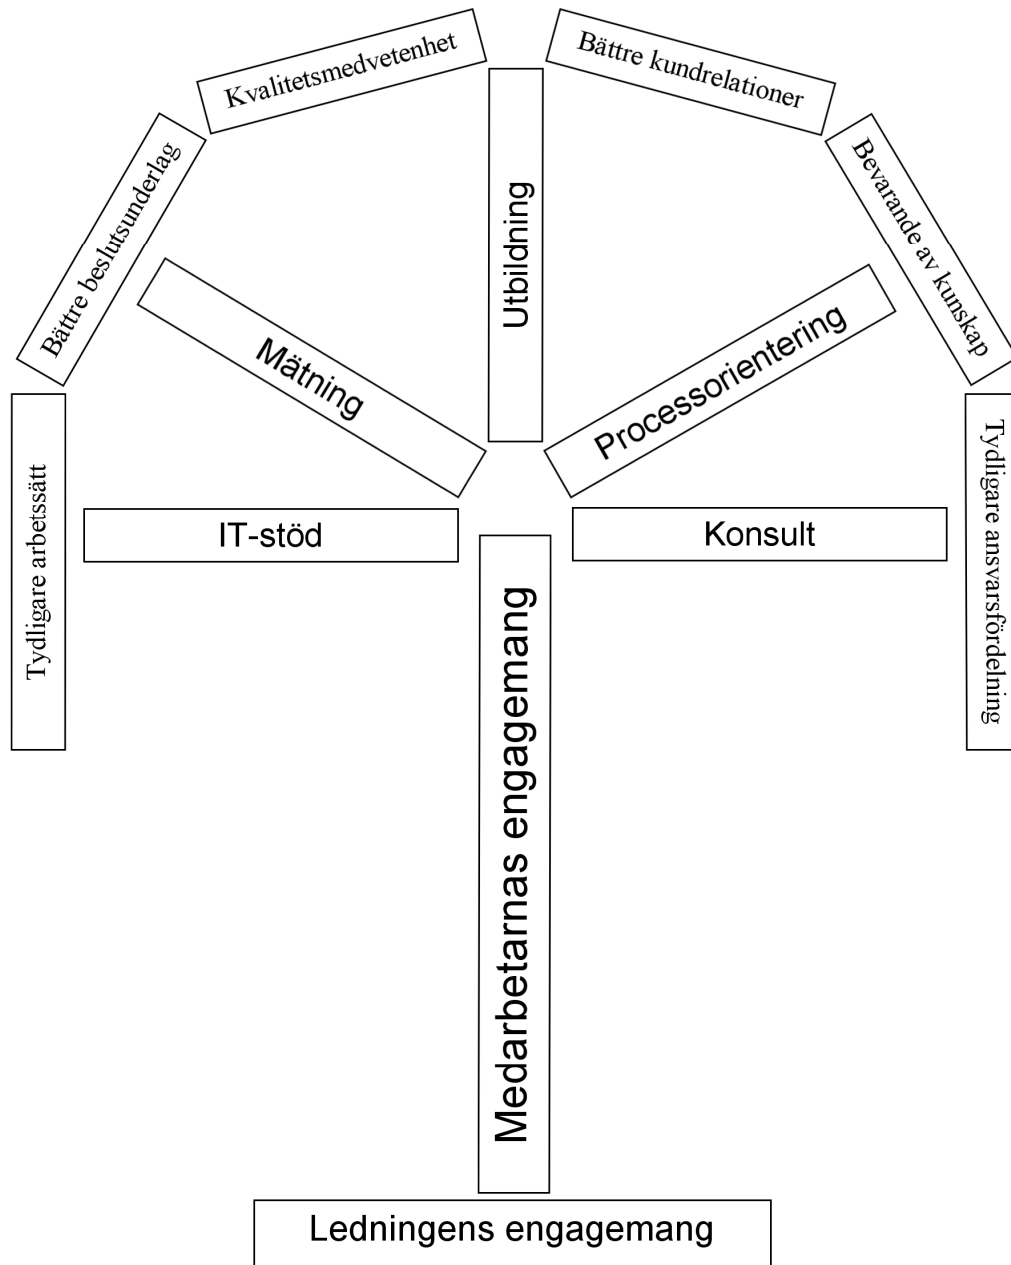 Kvalitetsmedvetenhet
Bättre kundrelationer
Bättre beslutsunderlag
Bevarande av kunskap
Utbildning
Mätning
Processorientering
Tydligare arbetssätt
IT-stöd
Konsult
Tydligare ansvarsfördelning
Medarbetarnas engagemang
Ledningens engagemang